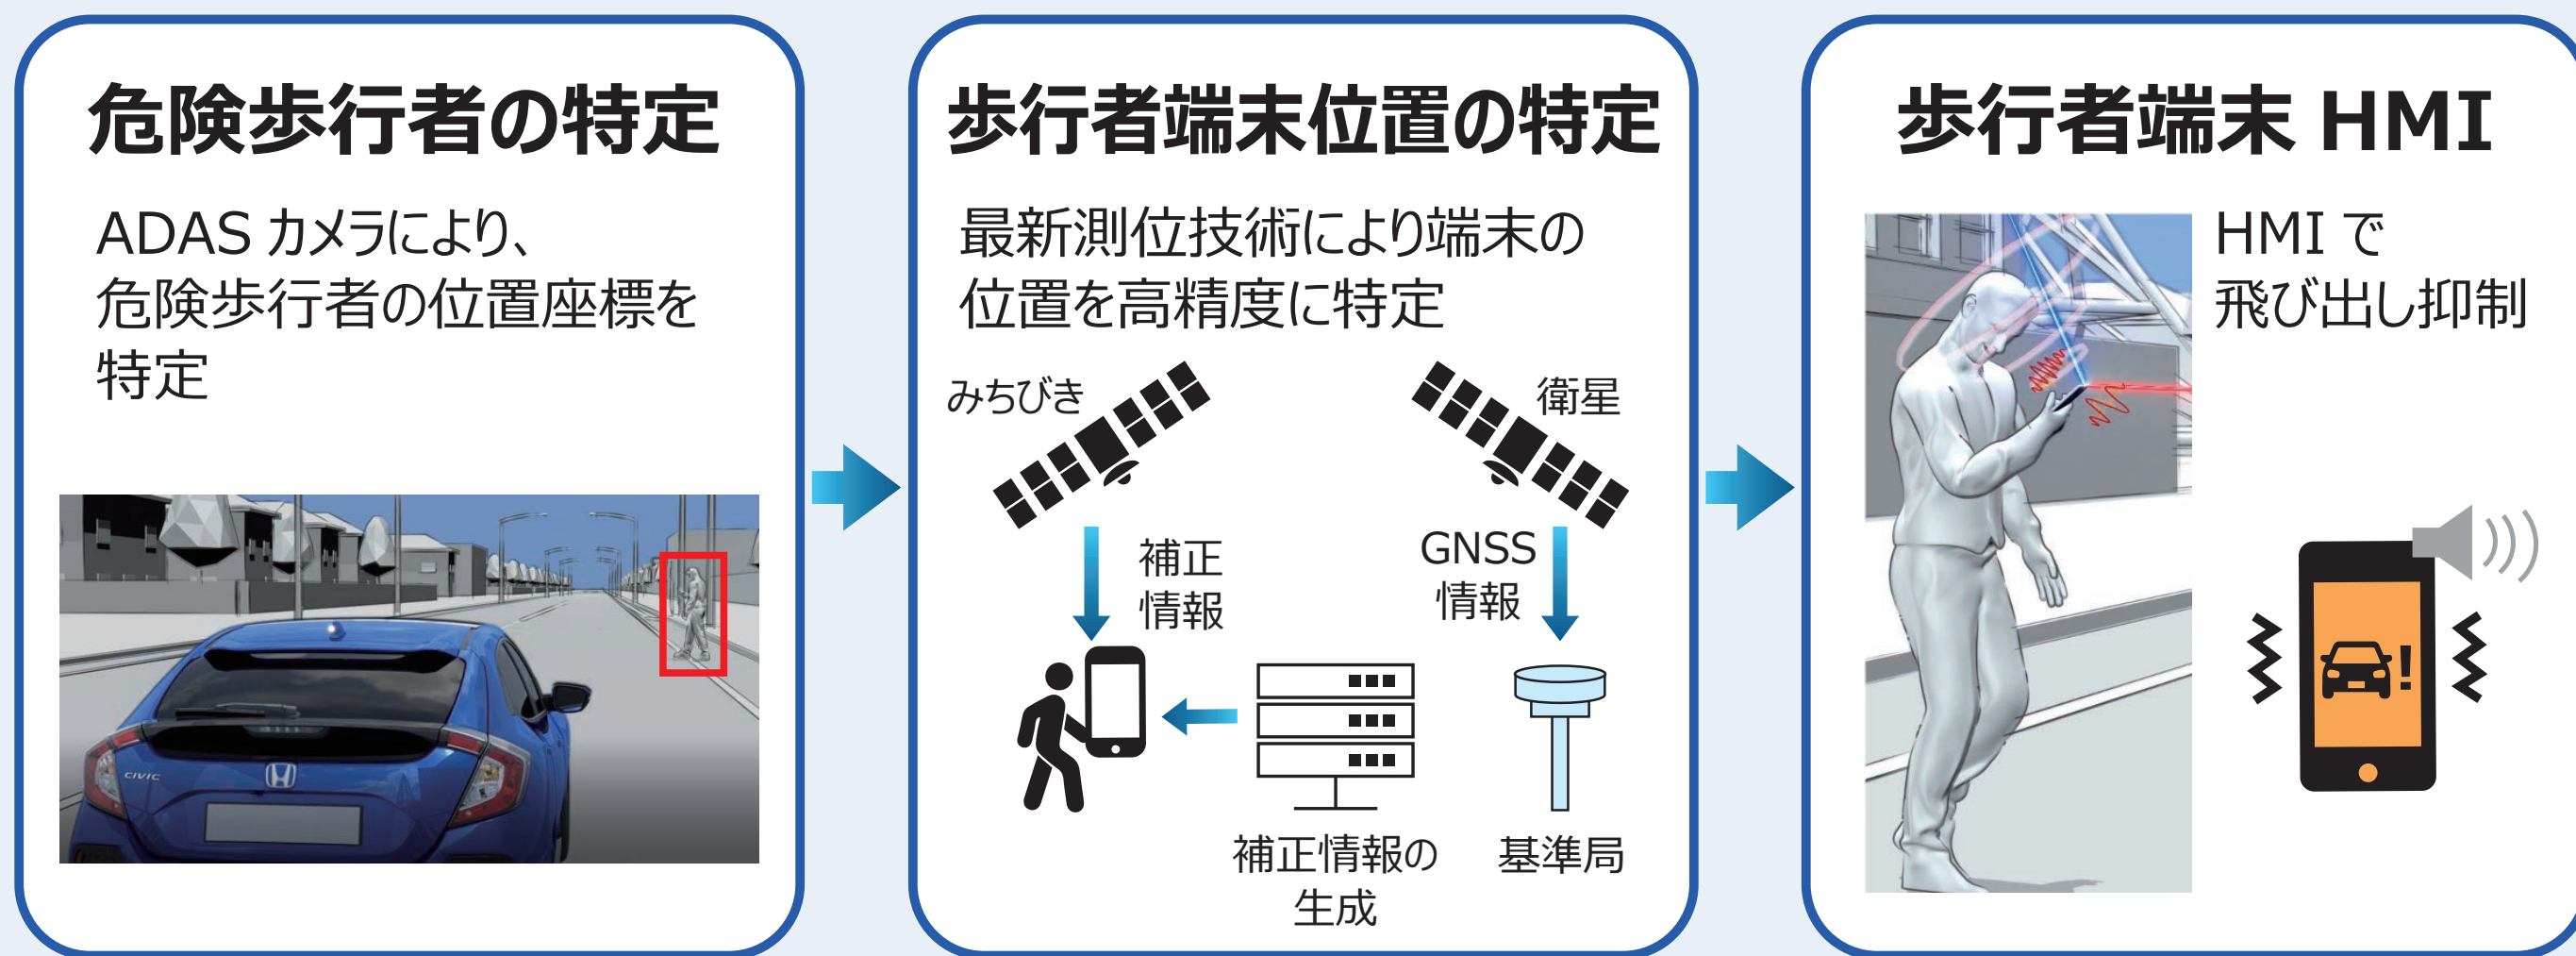 危険歩行者の特定
ADAS カメラにより、
危険歩行者の位置座標を
特定
CIVIC
歩行者端末位置の特定
最新測位技術により端末の
位置を高精度に特定
みちびき
衛星
補正
情報
GNSS
情報
補正情報の
生成
基準局
歩行者端末 HMI
HMI で
飛び出し抑制
!